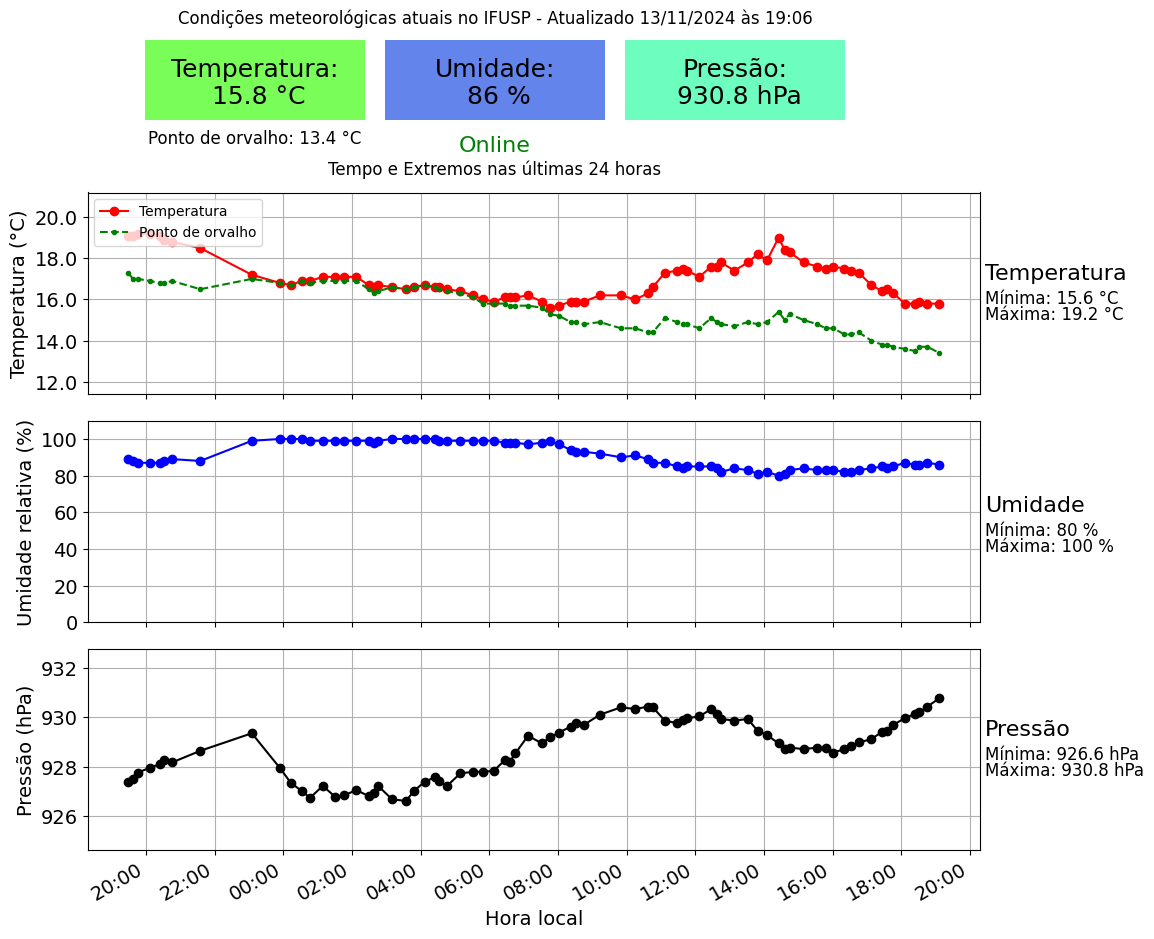 Condições meteorológicas atuais no IFUSP - Atualizado 13/11/2024 às 19:06
Temperatura:
15.8 °C
Umidade:
86 %
Pressão:
930.8 hPa
Ponto de orvalho: 13.4 °C
Online
Tempo e Extremos nas últimas 24 horas
Temperatura (°C)
20.0
18.0
16.0
14.0
12.0
Temperatura
Ponto de orvalho
Temperatura
Mínima: 15.6 °C
Máxima: 19.2 °C
Umidade relativa (%)
100
80
60
40
20
0
Umidade
Mínima: 80 %
Máxima: 100 %
Pressão (hPa)
932
930
928
926
Pressão
Mínima: 926.6 hPa
Máxima: 930.8 hPa
20:00 22:00 00:00 02:00 04:00 06:00 08:00 10:00 12:00 14:00 16:00 18:00 20:00
Hora local